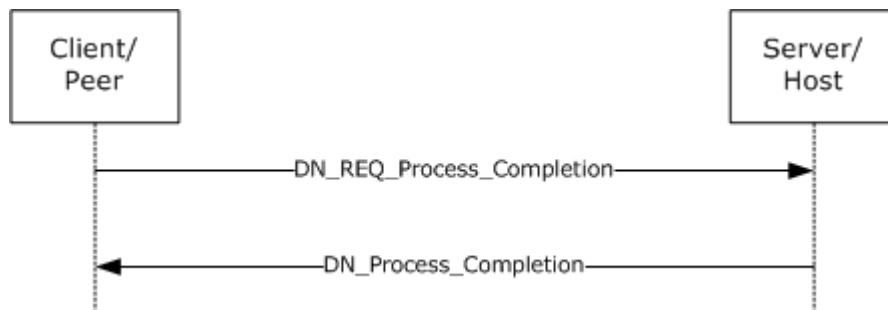 Client/
Peer
Server/
Host
DN_REQ_Process_Completion
DN_Process_Completion